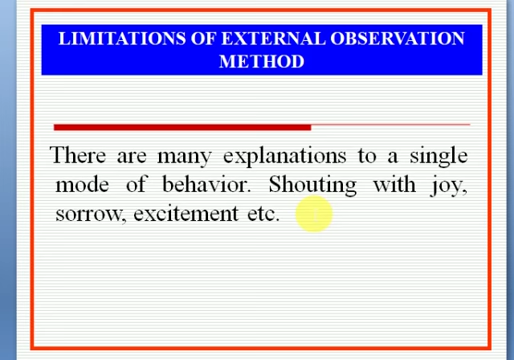 LIMITATIONS OF EXTERNAL OBSERVATION
METHOD
There are many explanations to a single
mode of behavior. Shouting with joy,
sorrow, excitement etc.